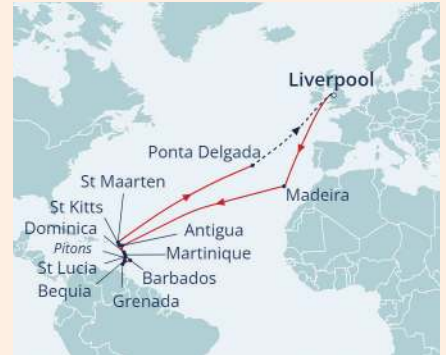 Liverpool
Ponta Delgada
St Maarten
Madeira
St Kitts
Dominica
Antigua
Pitons
Martinique
St Lucia
Barbados
Bequia
Grenada